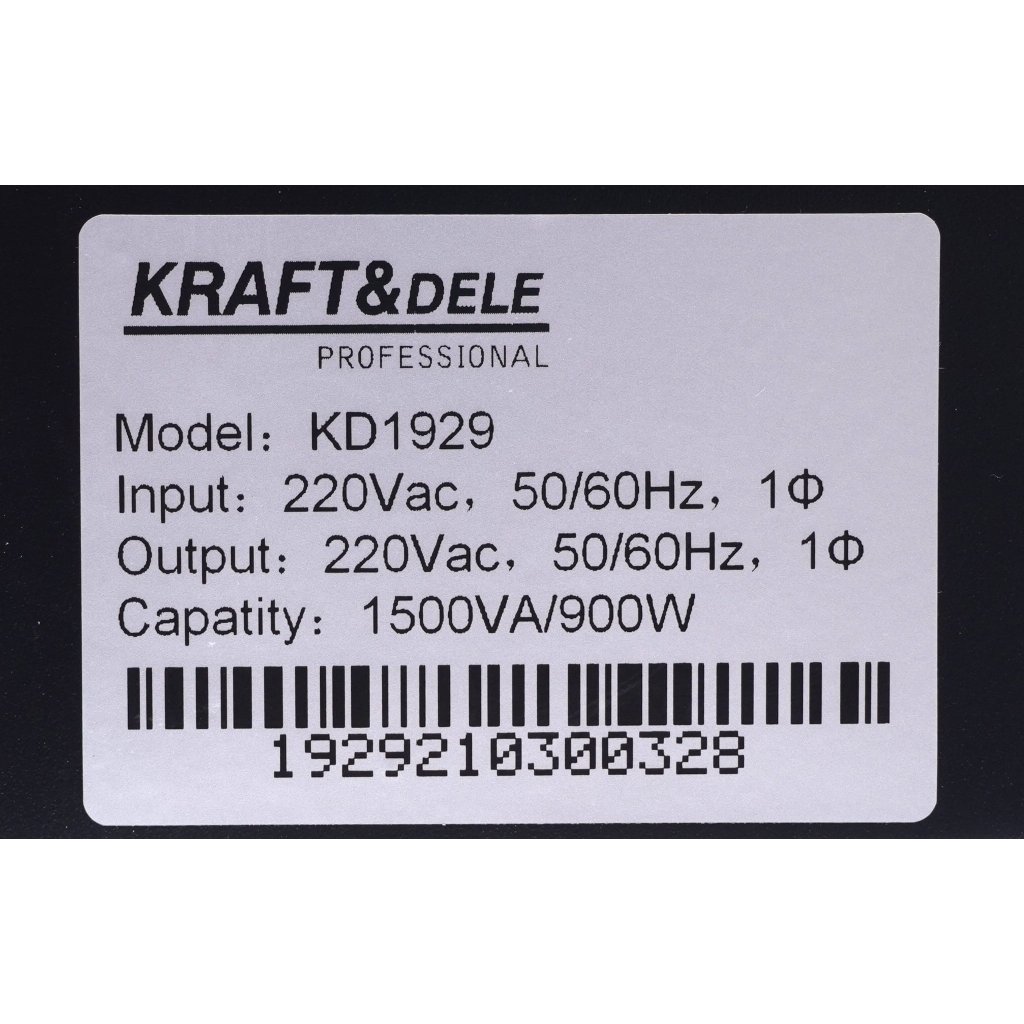 KRAFT&DELE
PROFESSIONAL
Model： KD1929
Input： 220Vac， 50/60Hz， 1Φ
Output： 220Vac， 50/60Hz， 1Φ
Capatity： 1500VA/900W
1929210300328